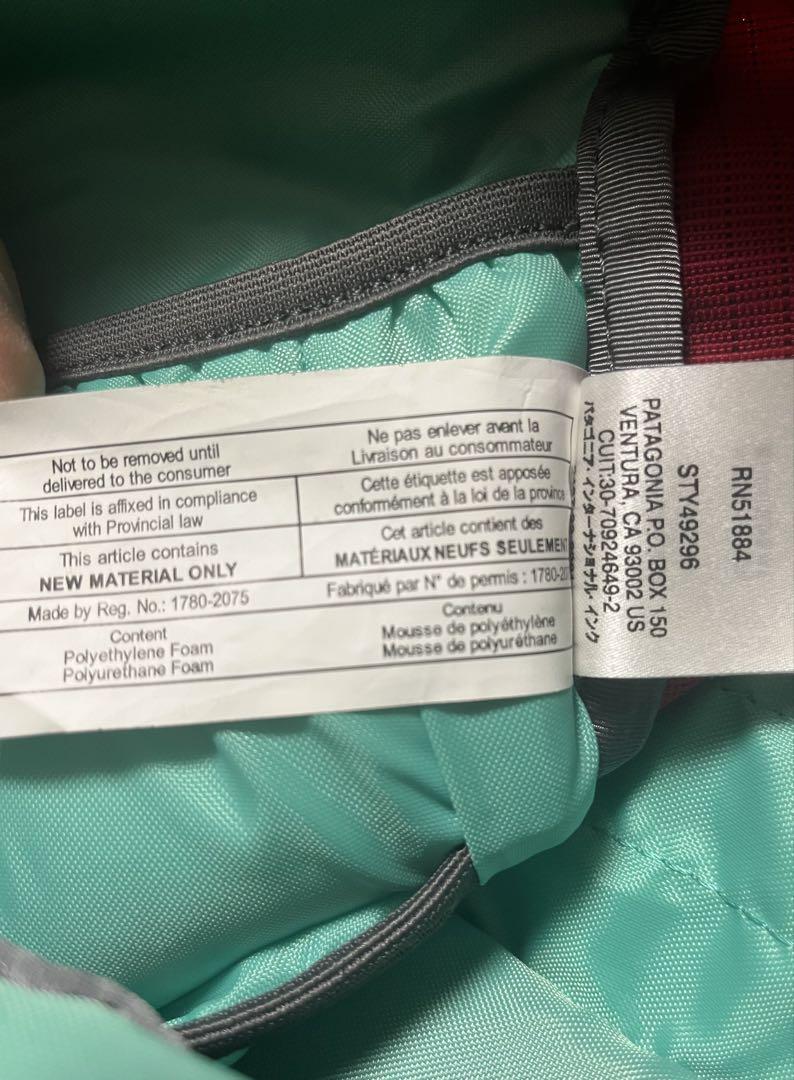 Not to be removed until
delivered to the consumer
Ne pas enlever avant la
Livraison au consommateur
This label is affixed in compliance
with Provincial law
Cette étiquette est apposée
conformément à la loi de la province
This article contains
NEW MATERIAL ONLY
Cet article contient des
MATÉRIAUX NEUFS SEULEMENT
Made by Reg. No.: 1780-2075
Fabriqué par N° de permis : 1780-207
Content
Polyethylene Foam
Polyurethane Foam
Contenu
Mousse de polyéthylène
Mousse de polyuréthane
RN51884
STY49296
PATAGONIA P.O. BOX 150
VENTURA, CA 93002 US
CUIT:30-70924649-2
パタゴニア・インターナショナル・インク